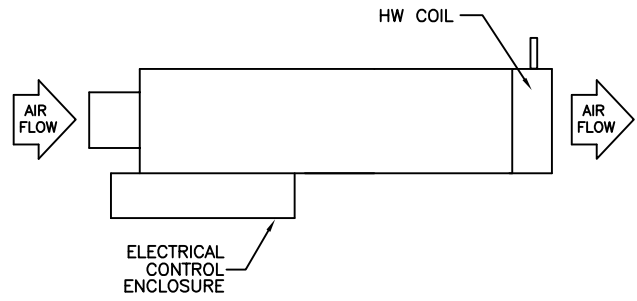 HW COIL
AIR
FLOW
AIR
FLOW
ELECTRICAL
CONTROL
ENCLOSURE